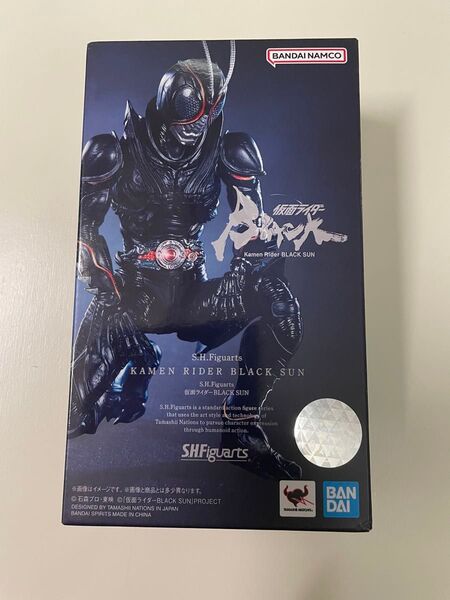 BANDAI NAMCO
仮面ライダー
BLACK SUN
Kamen Rider BLACK SUN
S.H.Figuarts
KAMEN RIDER BLACK SUN
S.H.Figuarts
仮面ライダーBLACK SUN
S.H.Figuarts is a standard action figure series
that uses the art style and technology of
Tamashii Nations to pursue character expression
through humanoid action.
S.H.Figuarts
※画像はイメージです。※画像と商品とは多少異なります。
© 石森プロ・東映 ©「仮面ライダーBLACK SUN」PROJECT
DESIGNED BY TAMASHII NATIONS IN JAPAN
BANDAI SPIRITS MADE IN CHINA
TAMASHII NATIONS
BAN
DAI